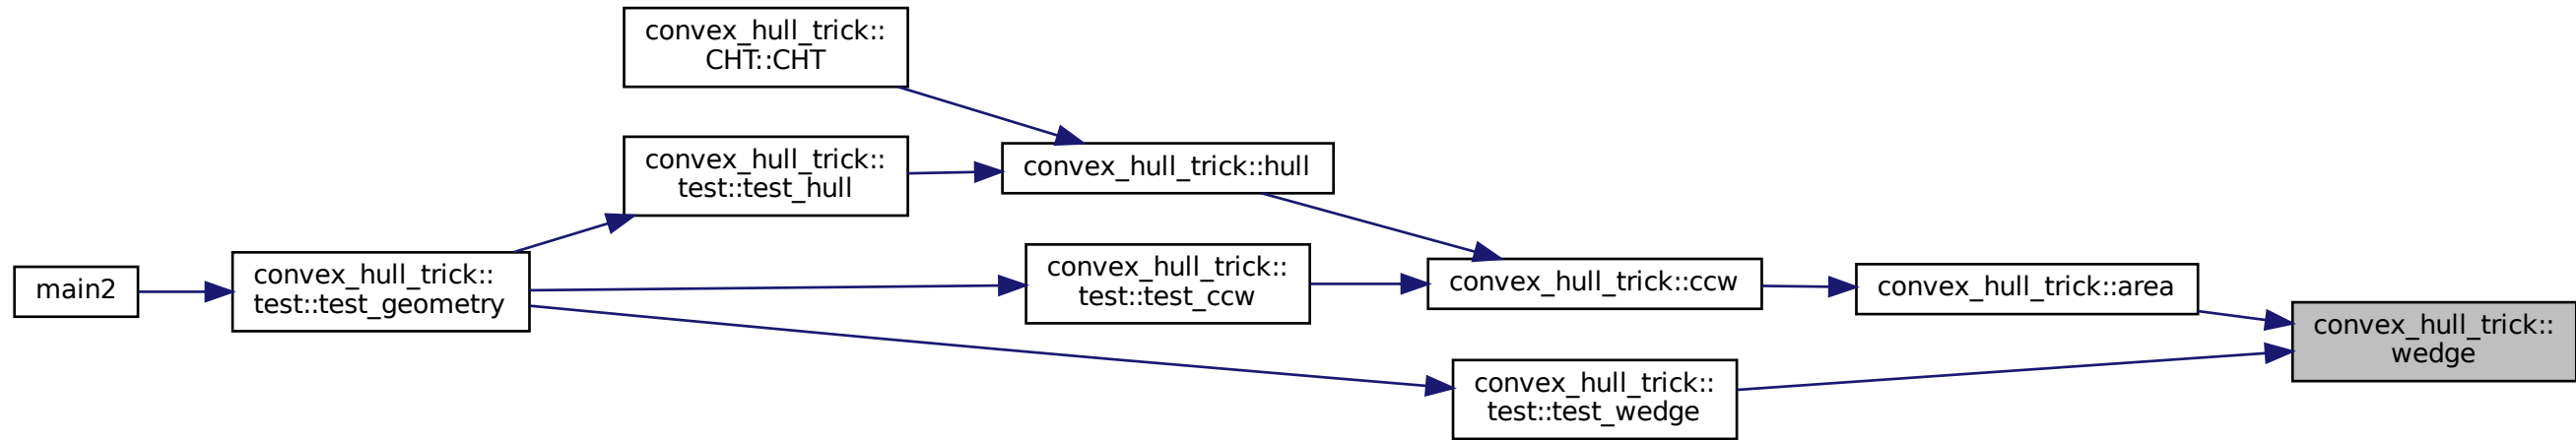 convex_hull_trick::
CHT::CHT
convex_hull_trick::
test::test_hull
convex_hull_trick::hull
main2
convex_hull_trick::
test::test_geometry
convex_hull_trick::
test::test_ccw
convex_hull_trick::ccw
convex_hull_trick::area
convex_hull_trick::
wedge
convex_hull_trick::
test::test_wedge